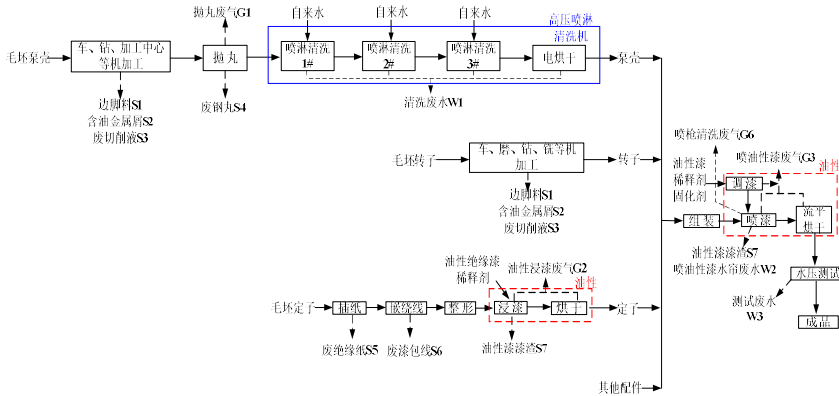 抛丸废气G1
自来水
自来水
自来水
高压喷淋
清洗机
毛坯泵壳
车、钻、加工中心
等机加工
抛丸
喷淋清洗
1#
喷淋清洗
2#
喷淋清洗
3#
电烘干
泵壳
边脚料S1
含油金属屑S2
废切削液S3
废钢丸S4
清洗废水W1
毛坯转子
车、磨、钻、铣等机
加工
转子
边脚料S1
含油金属屑S2
废切削液S3
喷枪清洗废气G6
喷油性漆废气G3
油性漆
稀释剂
固化剂
油性
调漆
组装
喷漆
流平
烘干
油性漆漆渣S7
喷油性漆水帘废水W2
水压测试
测试废水
W3
成品
油性绝缘漆
稀释剂
油性浸漆废气G2
油性
毛坯定子
插纸
嵌绕线
整形
浸漆
烘干
定子
废绝缘纸S5
废漆包线S6
油性漆漆渣S7
其他配件